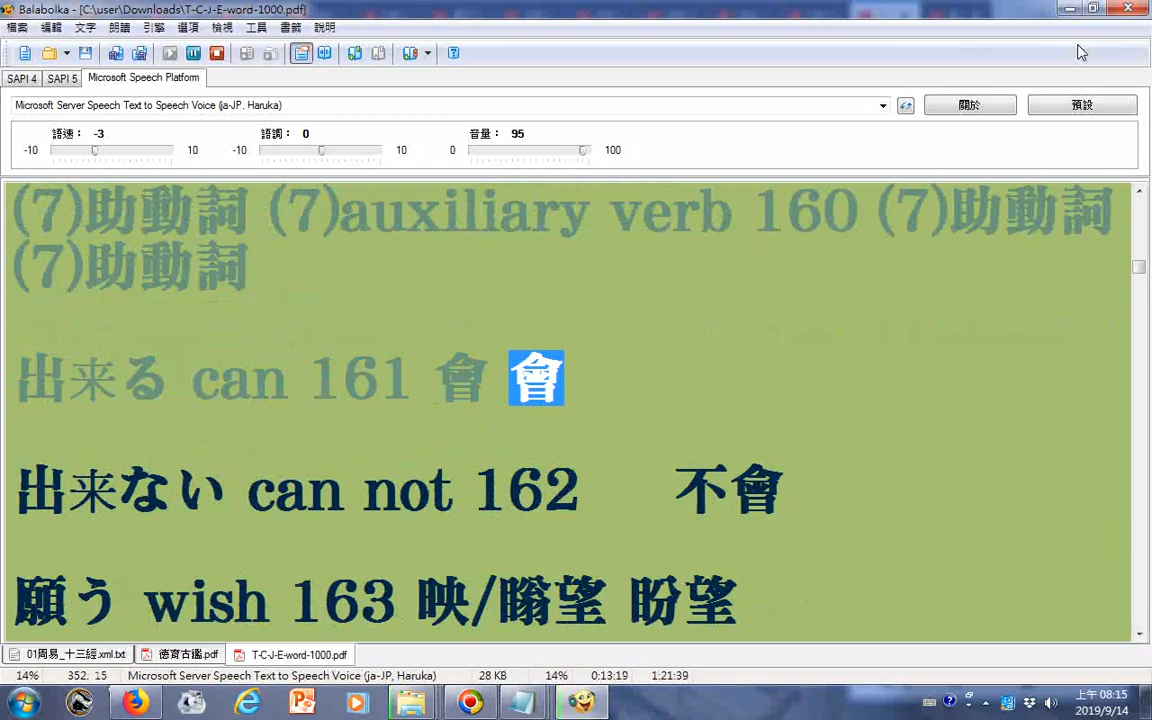 Balabolka - [C:\user\Downloads\T-C-J-E-word-1000.pdf]
檔案 編輯 文字 朗讀 引擎 選項 檢視 工具 書籤 說明
SAPI 4 SAPI 5 Microsoft Speech Platform
Microsoft Server Speech Text to Speech Voice (ja-JP, Haruka) 關於 預設
語速： -3 語調： 0 音量： 95
-10 10 -10 10 0 100
(7)助動詞 (7)auxiliary verb 160 (7)助動詞
(7)助動詞
出来る can 161 會 會
出来ない can not 162 不會
願う wish 163 映/䀲望 盼望
01周易_十三經.xml.txt 德育古鑑.pdf T-C-J-E-word-1000.pdf
14% 352. 15 Microsoft Server Speech Text to Speech Voice (ja-JP, Haruka) 28 KB 14% 0:13:19 1:21:39
上午 08:15
2019/9/14